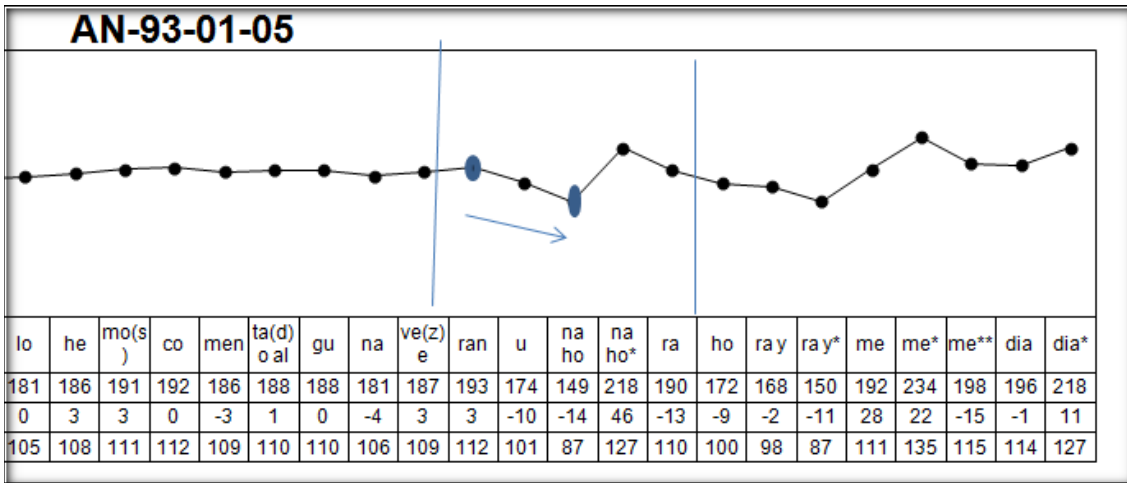 AN-93-01-05
lo he mo(s) co men ta(d)o al gu na ve(z)e ran u na ho na ho* ra ho ra y ra y* me me* me** dia dia*
181 186 191 192 186 188 188 181 187 193 174 149 218 190 172 168 150 192 234 198 196 218
0 3 3 0 -3 1 0 -4 3 3 -10 -14 46 -13 -9 -2 -11 28 22 -15 -1 11
105 108 111 112 109 110 110 106 109 112 101 87 127 110 100 98 87 111 135 115 114 127